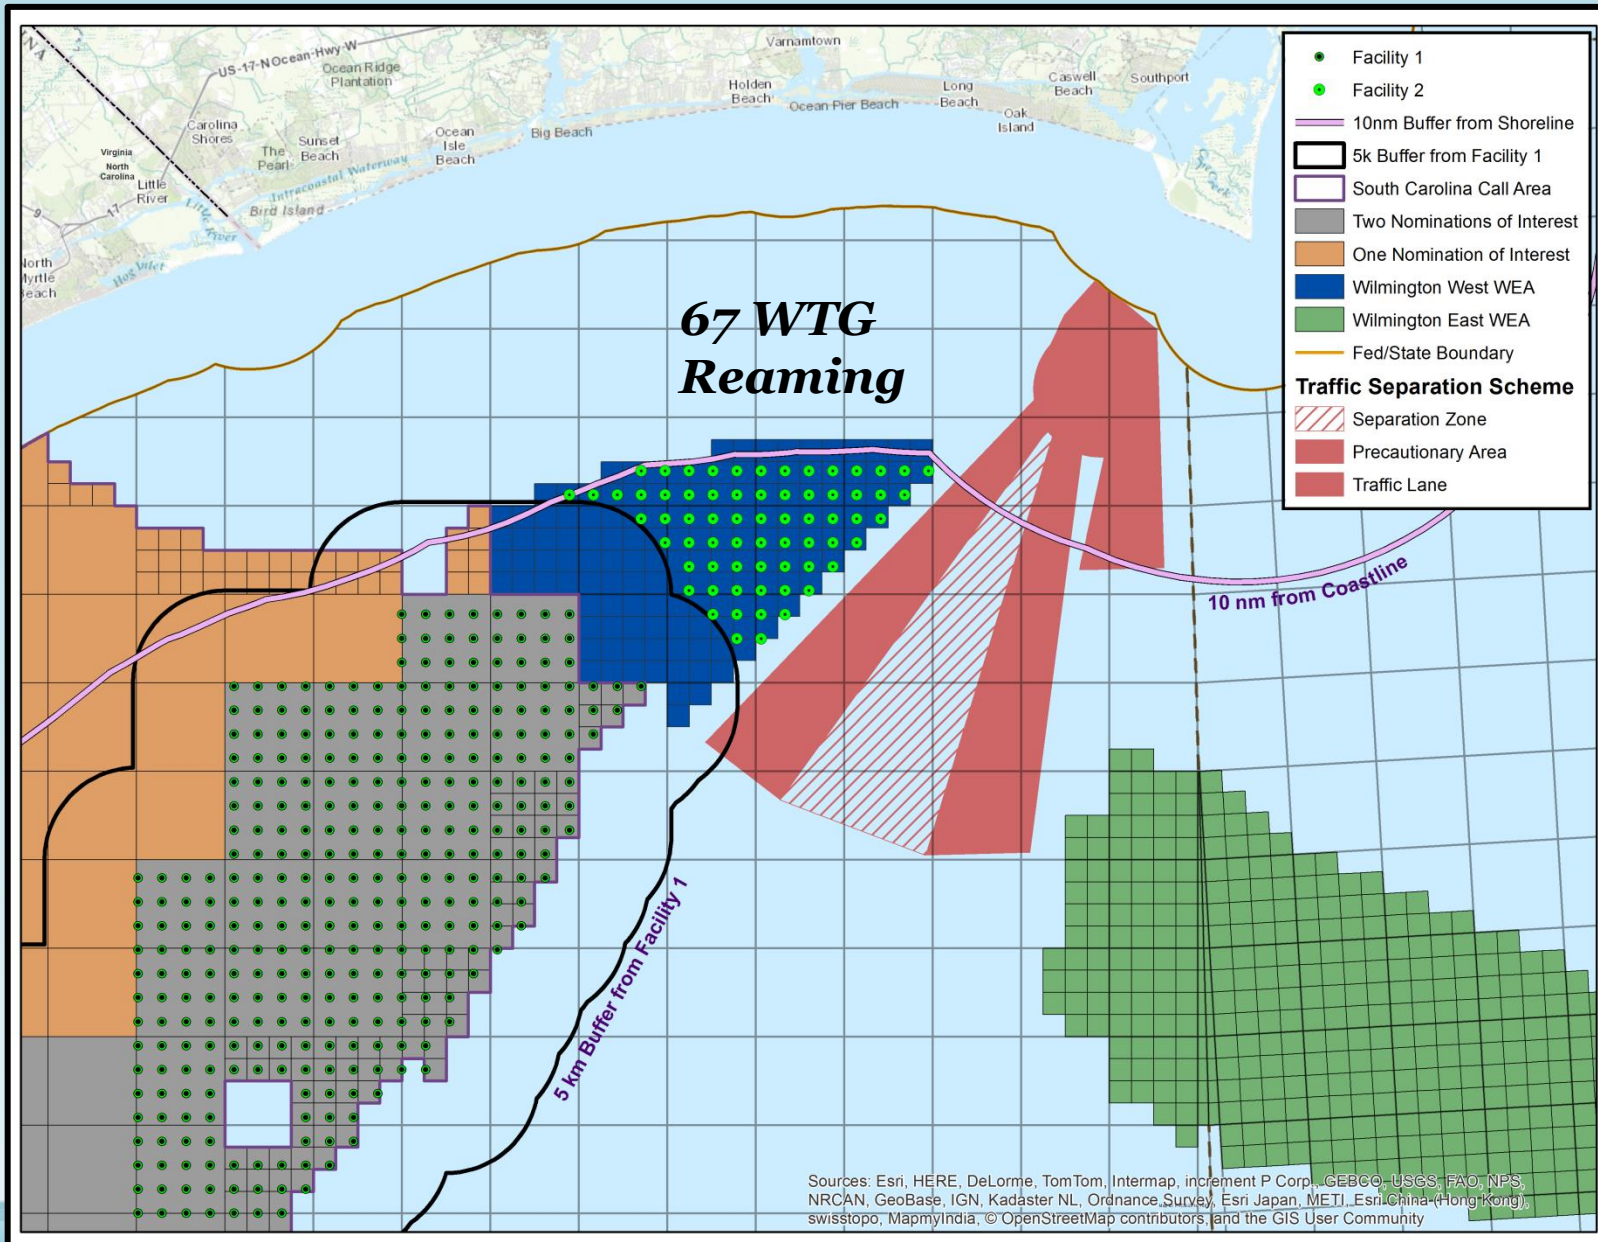 US-17-N Ocean-Hwy-W
Ocean Ridge
Plantation
Varnamtown
Holden
Beach
Ocean Pier Beach
Long
Beach
Caswell
Beach
Southport
Oak
Island
Carolina
Shores
The
Pearl
Sunset
Beach
Ocean
Isle
Beach
Big Beach
Virginia
North
Carolina
Little
River
Intracoastal Waterway
Bird Island
Little
River
9
17
Hog Inlet
North
Myrtle
Beach
Facility 1
Facility 2
10nm Buffer from Shoreline
5k Buffer from Facility 1
South Carolina Call Area
Two Nominations of Interest
One Nomination of Interest
Wilmington West WEA
Wilmington East WEA
Fed/State Boundary
Traffic Separation Scheme
Separation Zone
Precautionary Area
Traffic Lane
67 WTG
Reaming
10 nm from Coastline
5 km Buffer from Facility 1
Sources: Esri, HERE, DeLorme, TomTom, Intermap, increment P Corp., GEBCO, USGS, FAO, NPS,
NRCAN, GeoBase, IGN, Kadaster NL, Ordnance Survey, Esri Japan, METI, Esri China (Hong Kong),
swisstopo, MapmyIndia, © OpenStreetMap contributors, and the GIS User Community